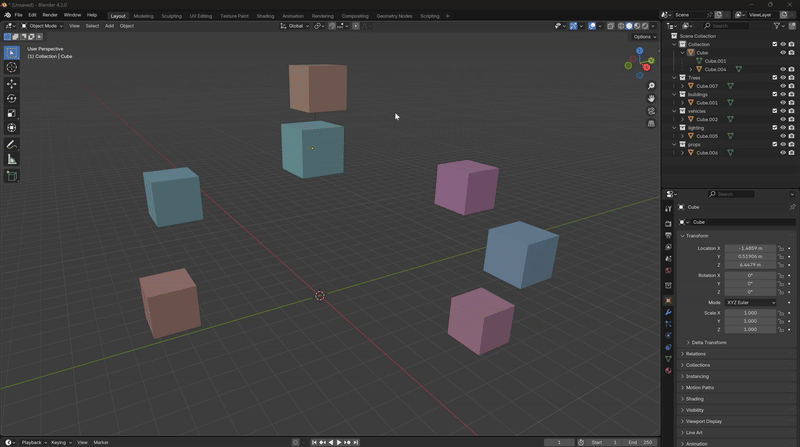 * (Unsaved) - Blender 4.1.0
File Edit Render Window Help Layout Modeling Sculpting UV Editing Texture Paint Shading Animation Rendering Compositing Geometry Nodes Scripting + Scene ViewLayer
Object Mode View Select Add Object Global
Options
User Perspective
(1) Collection | Cube
Scene Collection
Collection
Cube
Cube.001
Cube.004
Trees
Cube.007
buildings
Cube.001
vehicles
Cube.002
lighting
Cube.005
props
Cube.006
Search
Cube
Cube
Transform
Location X -1.4859 m
Y 0.51906 m
Z 4.4479 m
Rotation X 0°
Y 0°
Z 0°
Mode XYZ Euler
Scale X 1.000
Y 1.000
Z 1.000
Delta Transform
Relations
Collections
Instancing
Motion Paths
Shading
Visibility
Viewport Display
Line Art
Animation
Playback Keying View Marker 1 Start 1 End 250